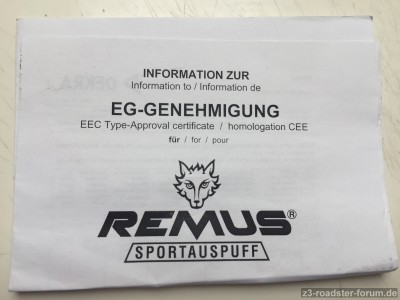 INFORMATION ZUR
Information to / Information de
EG-GENEHMIGUNG
EEC Type-Approval certificate / homologation CEE
für / for / pour
REMUS®
SPORTAUSPUFF
z3-roadster-forum.de